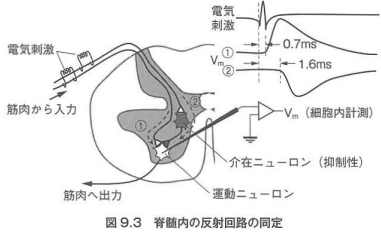 電気
刺激
電気刺激
①
0.7ms
Vm
②
1.6ms
筋肉から入力
①
②
Vm（細胞内計測）
介在ニューロン（抑制性）
筋肉へ出力
運動ニューロン
図9.3 脊髄内の反射回路の同定